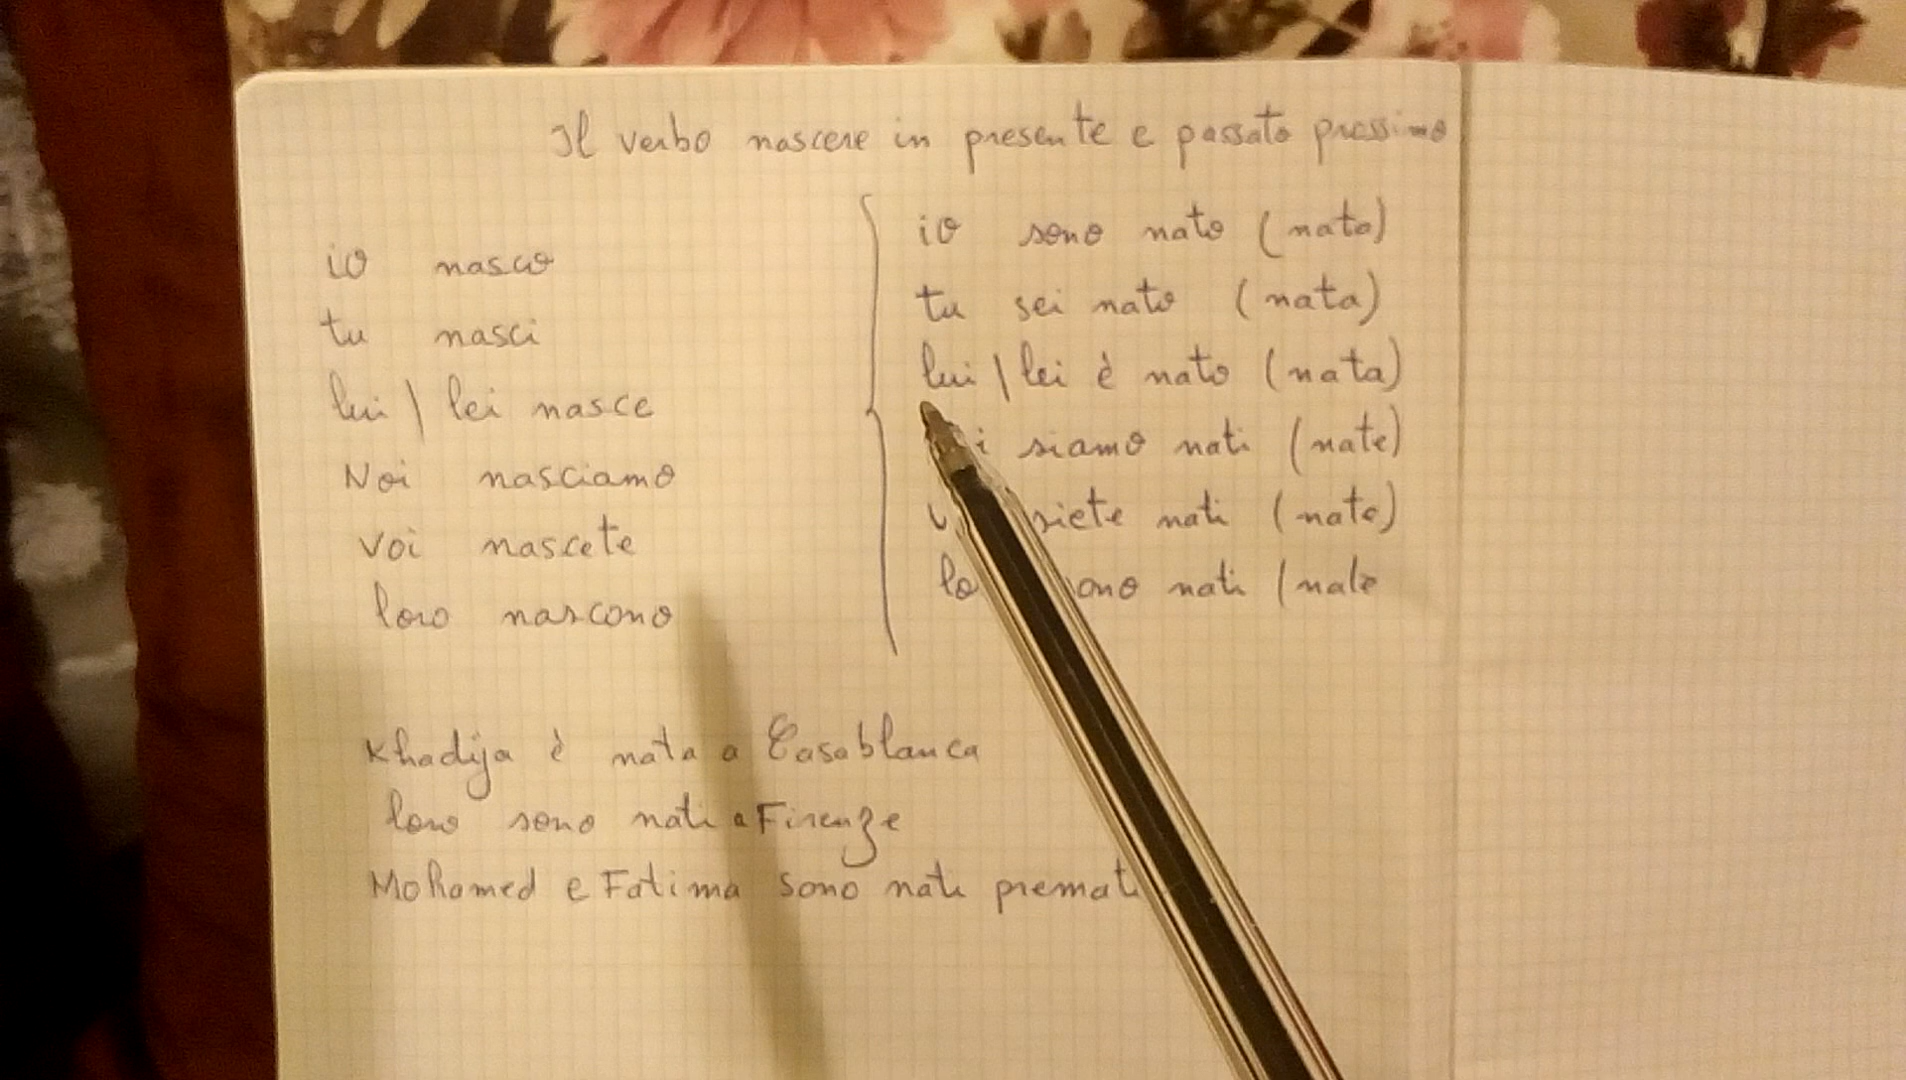 Il verbo nascere in presente e passato prossimo
io nasco
tu nasci
lui | lei nasce
Noi nasciamo
voi nascete
loro nascono
io sono nato (nata)
tu sei nato (nata)
lui | lei è nato (nata)
siamo nati (nate)
siete nati (nate)
nati (nate
Khadija è nata a Casablanca
loro sono nati a Firenze
Mohamed e Fatima sono nati premat